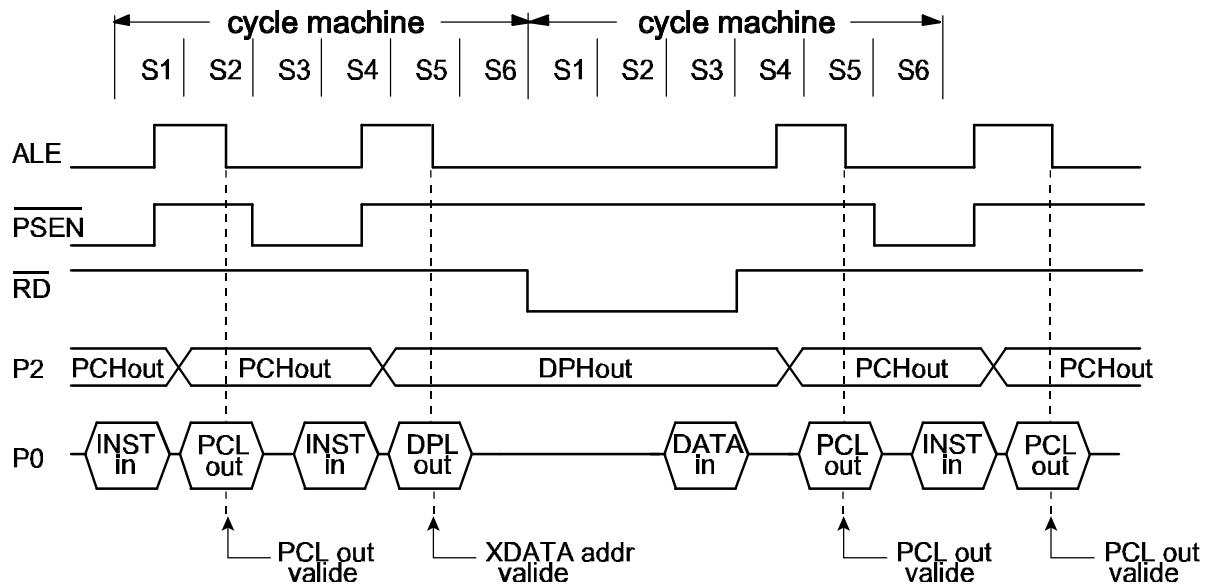 cycle machine cycle machine
S1 S2 S3 S4 S5 S6 S1 S2 S3 S4 S5 S6
ALE
PSEN
RD
P2 PCHout PCHout DPHout PCHout PCHout
P0 INST in PCL out INST in DPL out DATA in PCL out INST in PCL out
PCL out valide
XDATA addr valide
PCL out valide
PCL out valide